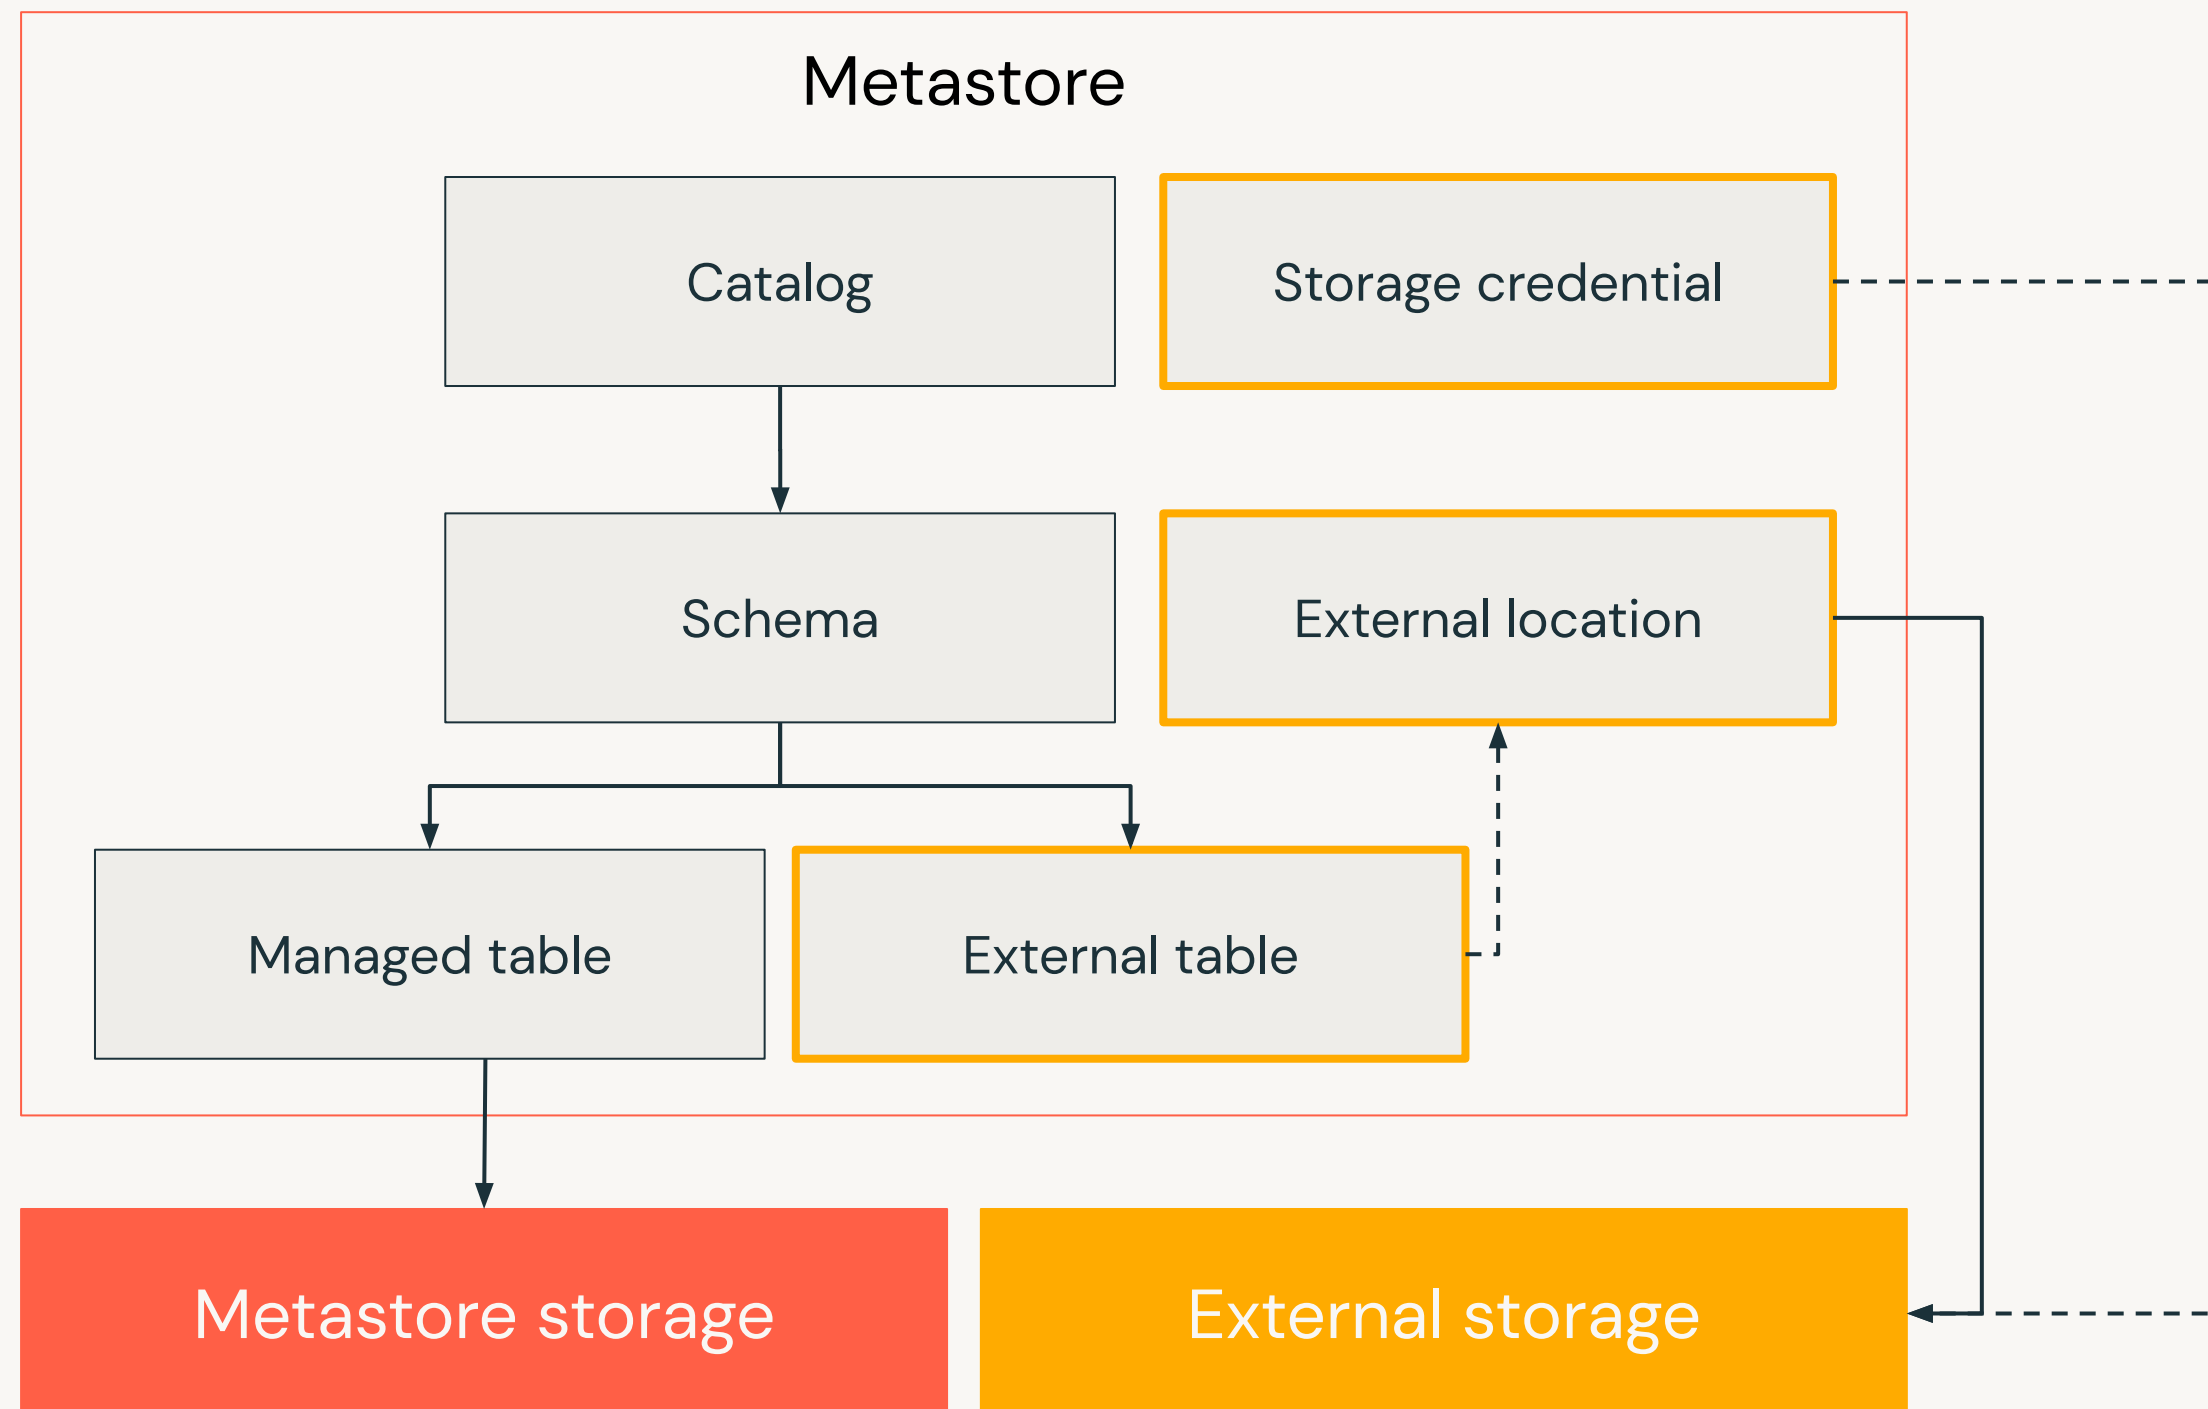 Metastore
Catalog
Storage credential
Schema
External location
Managed table
External table
Metastore storage
External storage